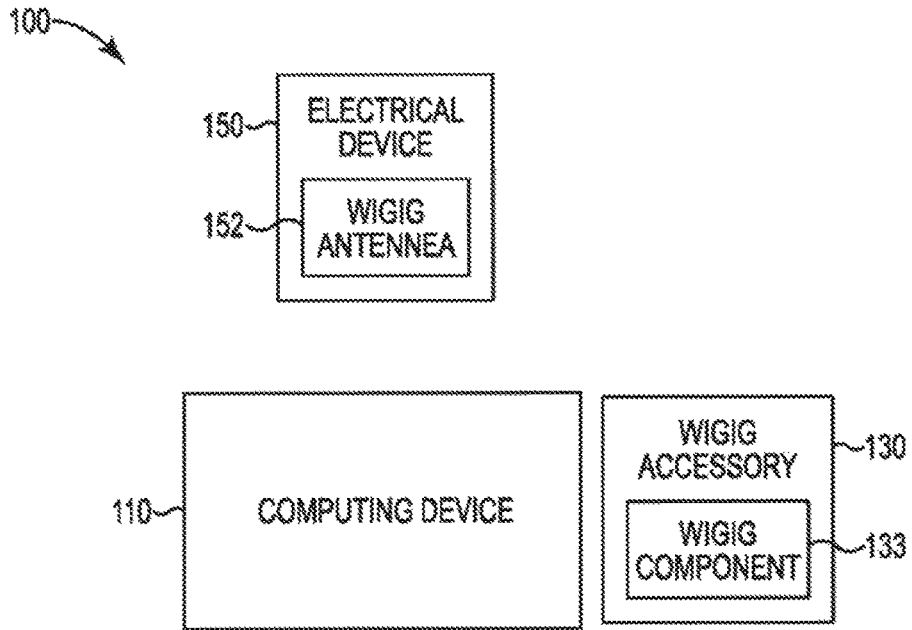 100
150
ELECTRICAL
DEVICE
152
WIGIG
ANTENNEA
110
COMPUTING DEVICE
WIGIG
ACCESSORY
130
WIGIG
COMPONENT
133